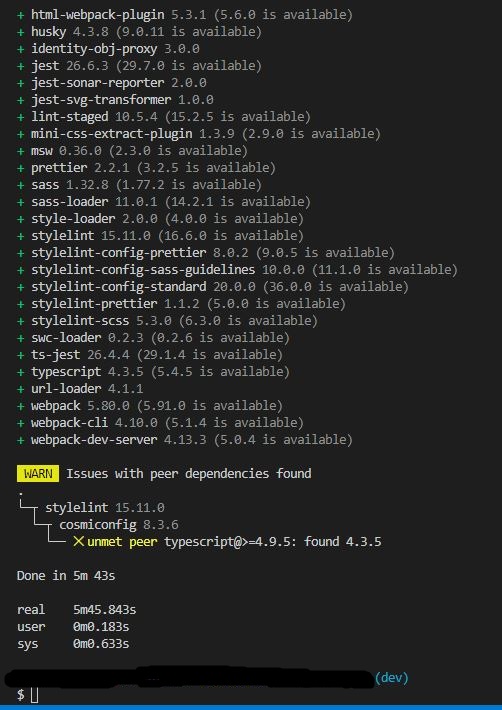 + html-webpack-plugin 5.3.1 (5.6.0 is available)
+ husky 4.3.8 (9.0.11 is available)
+ identity-obj-proxy 3.0.0
+ jest 26.6.3 (29.7.0 is available)
+ jest-sonar-reporter 2.0.0
+ jest-svg-transformer 1.0.0
+ lint-staged 10.5.4 (15.2.5 is available)
+ mini-css-extract-plugin 1.3.9 (2.9.0 is available)
+ msw 0.36.0 (2.3.0 is available)
+ prettier 2.2.1 (3.2.5 is available)
+ sass 1.32.8 (1.77.2 is available)
+ sass-loader 11.0.1 (14.2.1 is available)
+ style-loader 2.0.0 (4.0.0 is available)
+ stylelint 15.11.0 (16.6.0 is available)
+ stylelint-config-prettier 8.0.2 (9.0.5 is available)
+ stylelint-config-sass-guidelines 10.0.0 (11.1.0 is available)
+ stylelint-config-standard 20.0.0 (36.0.0 is available)
+ stylelint-prettier 1.1.2 (5.0.0 is available)
+ stylelint-scss 5.3.0 (6.3.0 is available)
+ swc-loader 0.2.3 (0.2.6 is available)
+ ts-jest 26.4.4 (29.1.4 is available)
+ typescript 4.3.5 (5.4.5 is available)
+ url-loader 4.1.1
+ webpack 5.80.0 (5.91.0 is available)
+ webpack-cli 4.10.0 (5.1.4 is available)
+ webpack-dev-server 4.13.3 (5.0.4 is available)
WARN Issues with peer dependencies found
.
└─┬ stylelint 15.11.0
  └─┬ cosmiconfig 8.3.6
    └── ✕ unmet peer typescript@>=4.9.5: found 4.3.5
Done in 5m 43s
real 5m45.843s
user 0m0.183s
sys 0m0.633s
(dev)
$